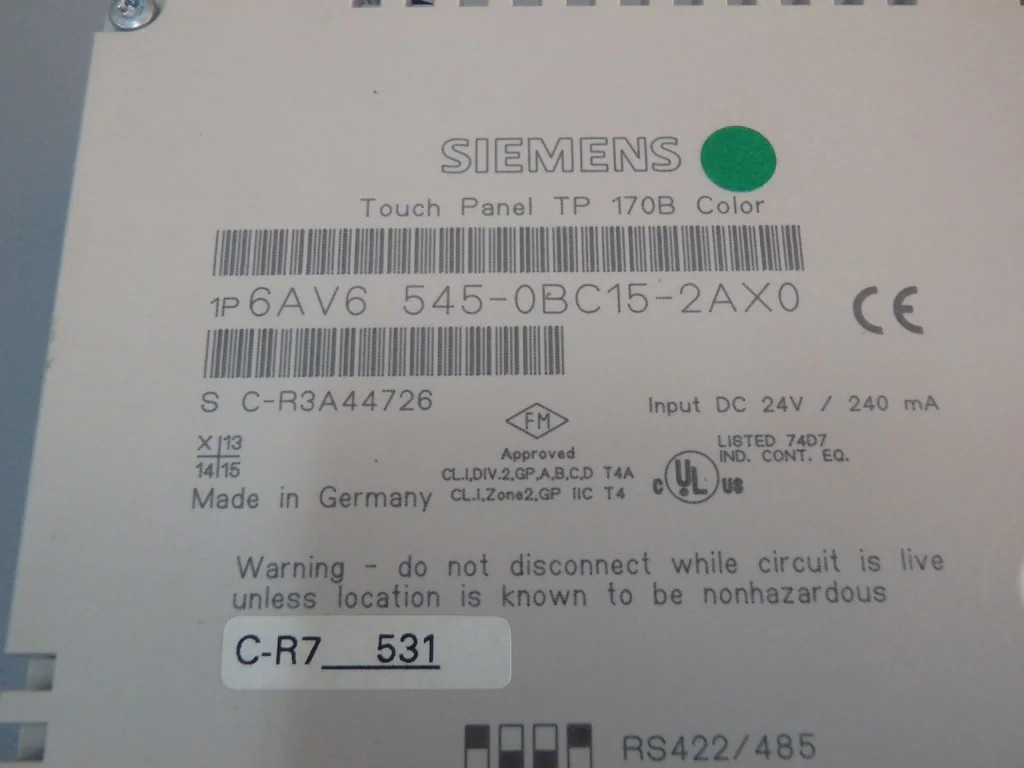 SIEMENS
Touch Panel TP 170B Color
1P 6AV6 545-0BC15-2AX0
CE
S C-R3A44726
Input DC 24V / 240 mA
FM
Approved
CL.I,DIV.2,GP,A,B,C,D T4A
CL.I,Zone2,GP IIC T4
LISTED 74D7
IND. CONT. EQ.
C UL US
X 13
14 15
Made in Germany
Warning - do not disconnect while circuit is live
unless location is known to be nonhazardous
C-R7 531
RS422/485